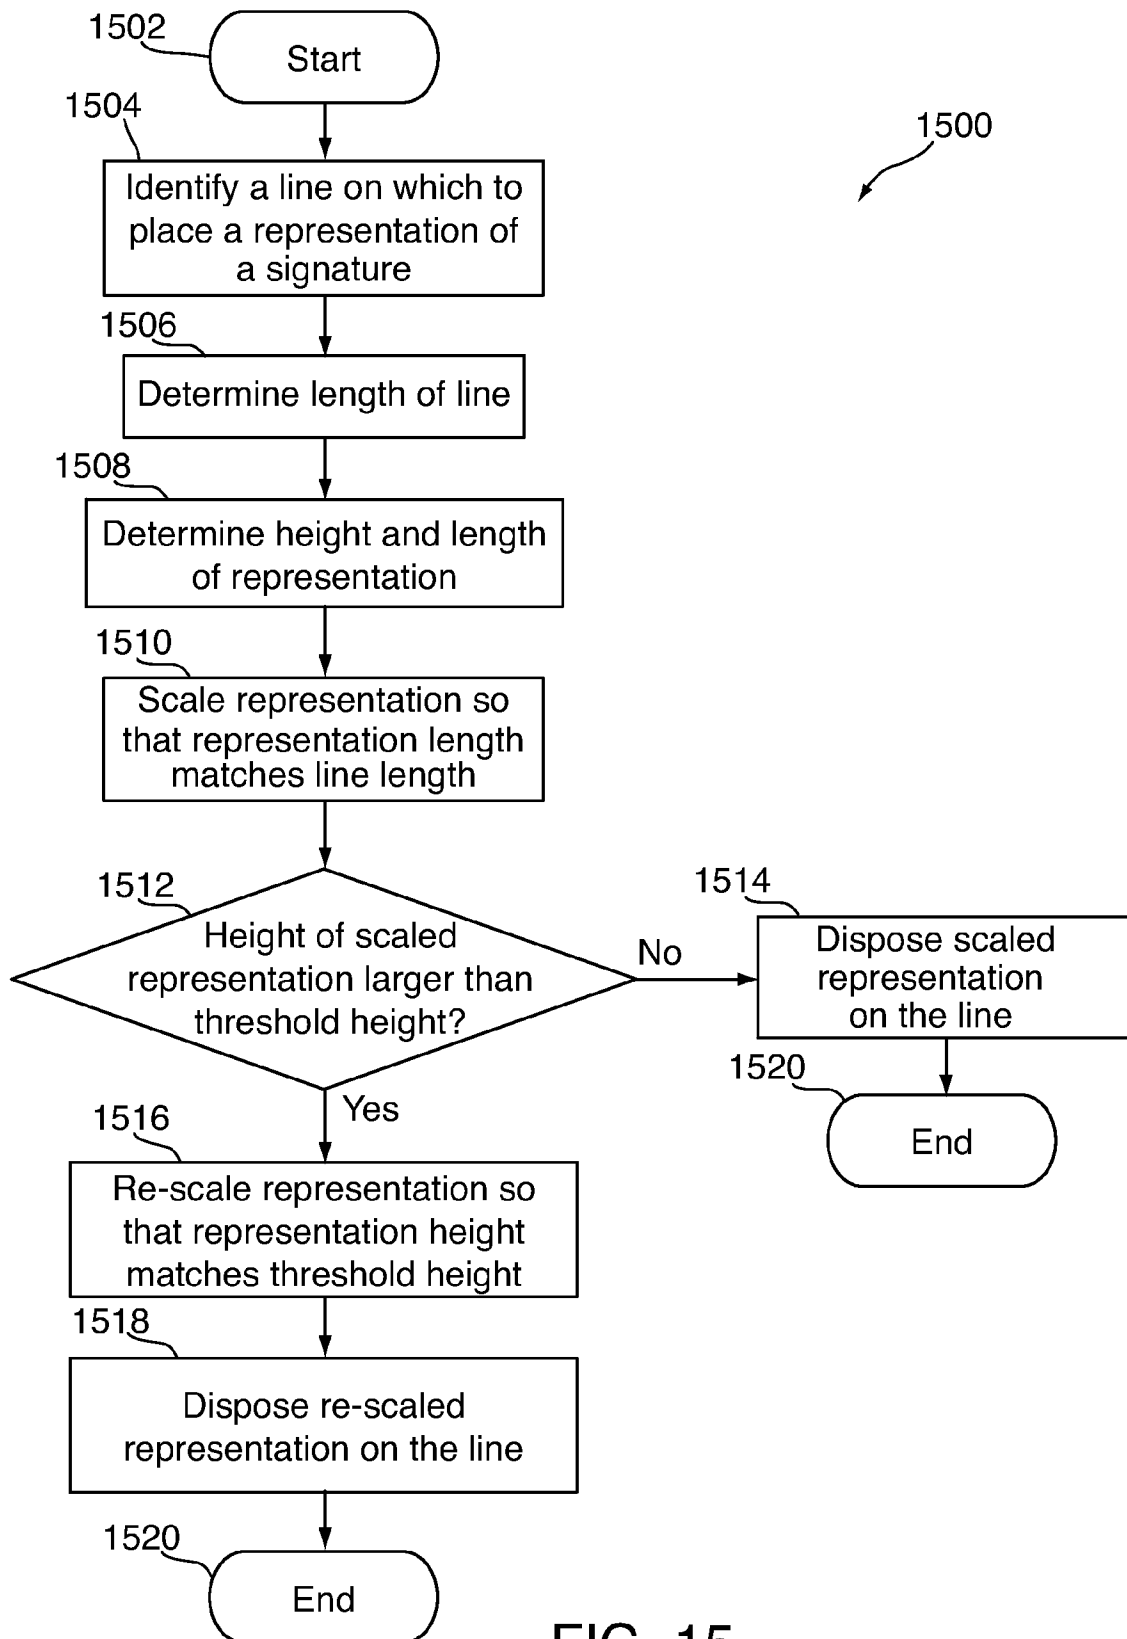 1502
Start
1504
1500
Identify a line on which to
place a representation of
a signature
1506
Determine length of line
1508
Determine height and length
of representation
1510
Scale representation so
that representation length
matches line length
1512
Height of scaled
representation larger than
threshold height?
No
1514
Dispose scaled
representation
on the line
1520
End
Yes
1516
Re-scale representation so
that representation height
matches threshold height
1518
Dispose re-scaled
representation on the line
1520
End
FIG. 15